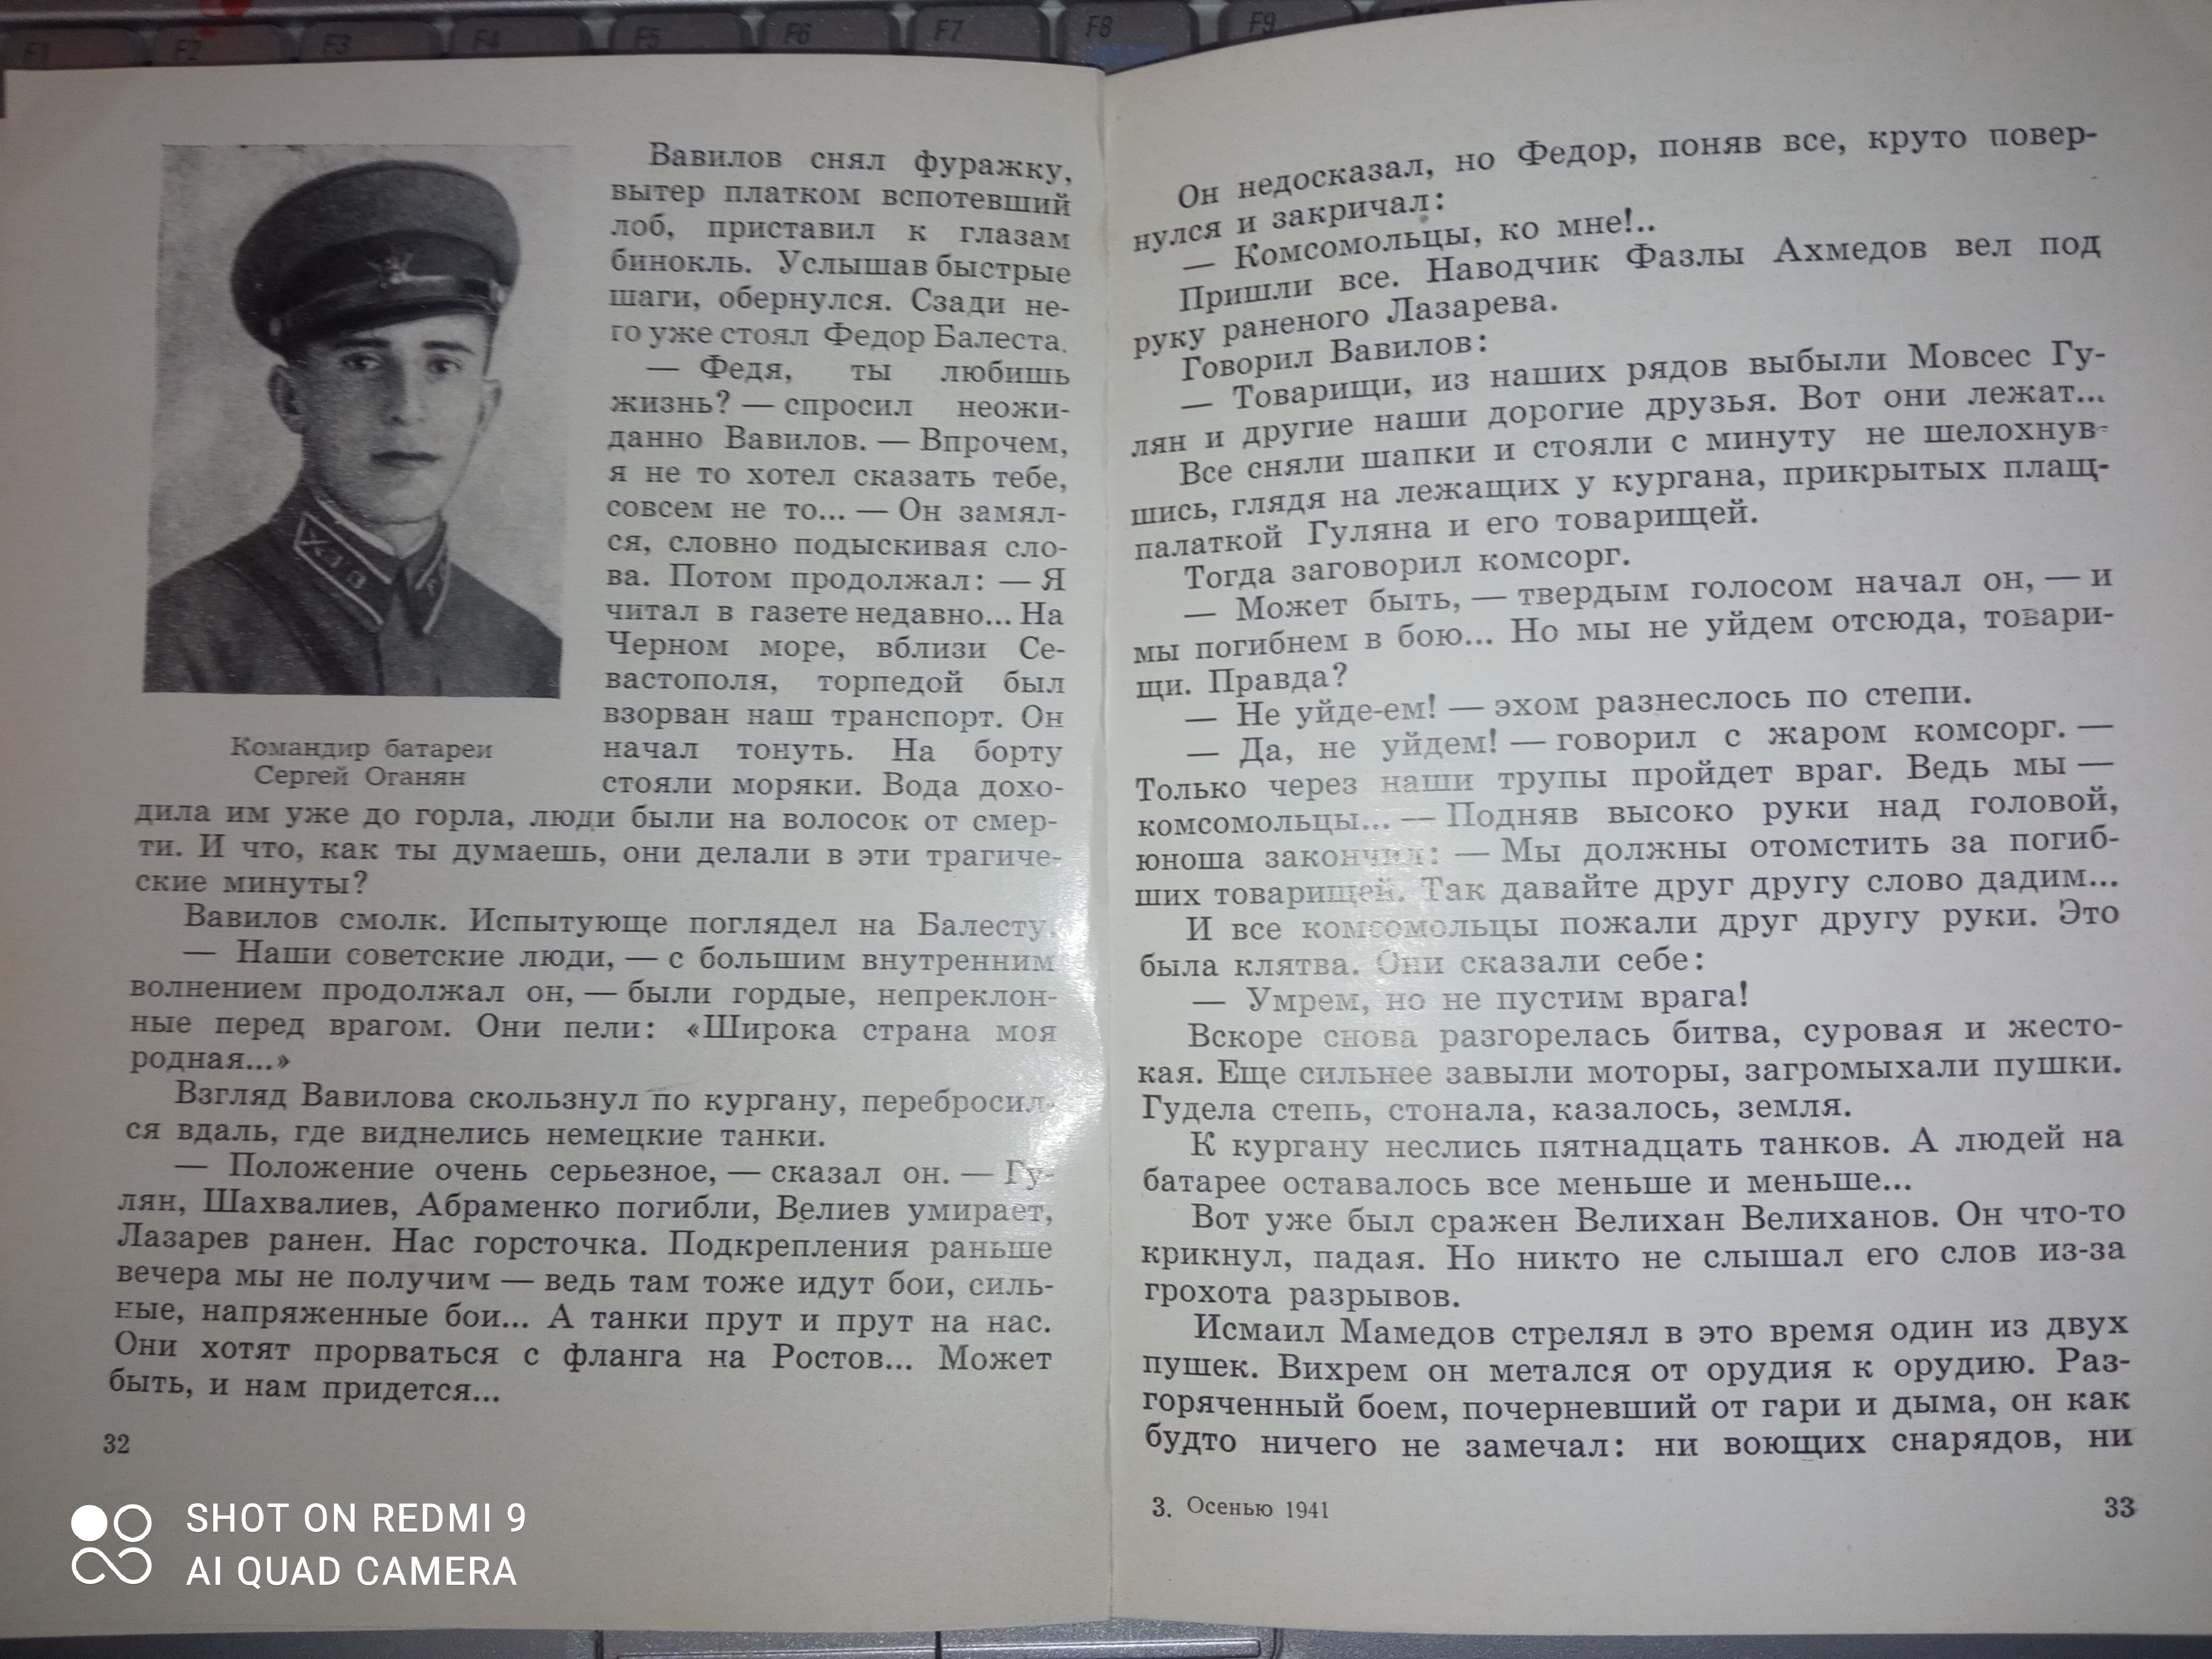 F1 F2 F3 F4 F5 F6 F7 F8 F9 F10
Вавилов снял фуражку,
вытер платком вспотевший
лоб, приставил к глазам
бинокль. Услышав быстрые
шаги, обернулся. Сзади не-
го уже стоял Федор Балеста.
— Федя, ты любишь
жизнь? — спросил неожи-
данно Вавилов. — Впрочем,
я не то хотел сказать тебе,
совсем не то... — Он замял-
ся, словно подыскивая сло-
ва. Потом продолжал: — Я
читал в газете недавно... На
Черном море, вблизи Се-
вастополя, торпедой был
взорван наш транспорт. Он
начал тонуть. На борту
стояли моряки. Вода дохо-
Командир батареи
Сергей Оганян
дила им уже до горла, люди были на волосок от смер-
ти. И что, как ты думаешь, они делали в эти трагиче-
ские минуты?
Вавилов смолк. Испытующе поглядел на Балесту.
— Наши советские люди, — с большим внутренним
волнением продолжал он, — были гордые, непреклон-
ные перед врагом. Они пели: «Широка страна моя
родная...»
Взгляд Вавилова скользнул по кургану, перебросил-
ся вдаль, где виднелись немецкие танки.
— Положение очень серьезное, — сказал он. — Гу-
лян, Шахвалиев, Абраменко погибли, Велиев умирает,
Лазарев ранен. Нас горсточка. Подкрепления раньше
вечера мы не получим — ведь там тоже идут бои, силь-
ные, напряженные бои... А танки прут и прут на нас.
Они хотят прорваться с фланга на Ростов... Может
быть, и нам придется...
32
Он недосказал, но Федор, поняв все, круто повер-
нулся и закричал:
— Комсомольцы, ко мне!..
Пришли все. Наводчик Фазлы Ахмедов вел под
руку раненого Лазарева.
Говорил Вавилов:
— Товарищи, из наших рядов выбыли Мовсес Гу-
лян и другие наши дорогие друзья. Вот они лежат...
Все сняли шапки и стояли с минуту не шелохнув-
шись, глядя на лежащих у кургана, прикрытых плащ-
палаткой Гуляна и его товарищей.
Тогда заговорил комсорг.
— Может быть, — твердым голосом начал он, — и
мы погибнем в бою... Но мы не уйдем отсюда, товари-
щи. Правда?
— Не уйде-ем! — эхом разнеслось по степи.
— Да, не уйдем! — говорил с жаром комсорг. —
Только через наши трупы пройдет враг. Ведь мы —
комсомольцы... — Подняв высоко руки над головой,
юноша закончил: — Мы должны отомстить за погиб-
ших товарищей. Так давайте друг другу слово дадим...
И все комсомольцы пожали друг другу руки. Это
была клятва. Они сказали себе:
— Умрем, но не пустим врага!
Вскоре снова разгорелась битва, суровая и жесто-
кая. Еще сильнее завыли моторы, загромыхали пушки.
Гудела степь, стонала, казалось, земля.
К кургану неслись пятнадцать танков. А людей на
батарее оставалось все меньше и меньше...
Вот уже был сражен Велихан Велиханов. Он что-то
крикнул, падая. Но никто не слышал его слов из-за
грохота разрывов.
Исмаил Мамедов стрелял в это время один из двух
пушек. Вихрем он метался от орудия к орудию. Раз-
горяченный боем, почерневший от гари и дыма, он как
будто ничего не замечал: ни воющих снарядов, ни
3. Осенью 1941
33
SHOT ON REDMI 9
AI QUAD CAMERA